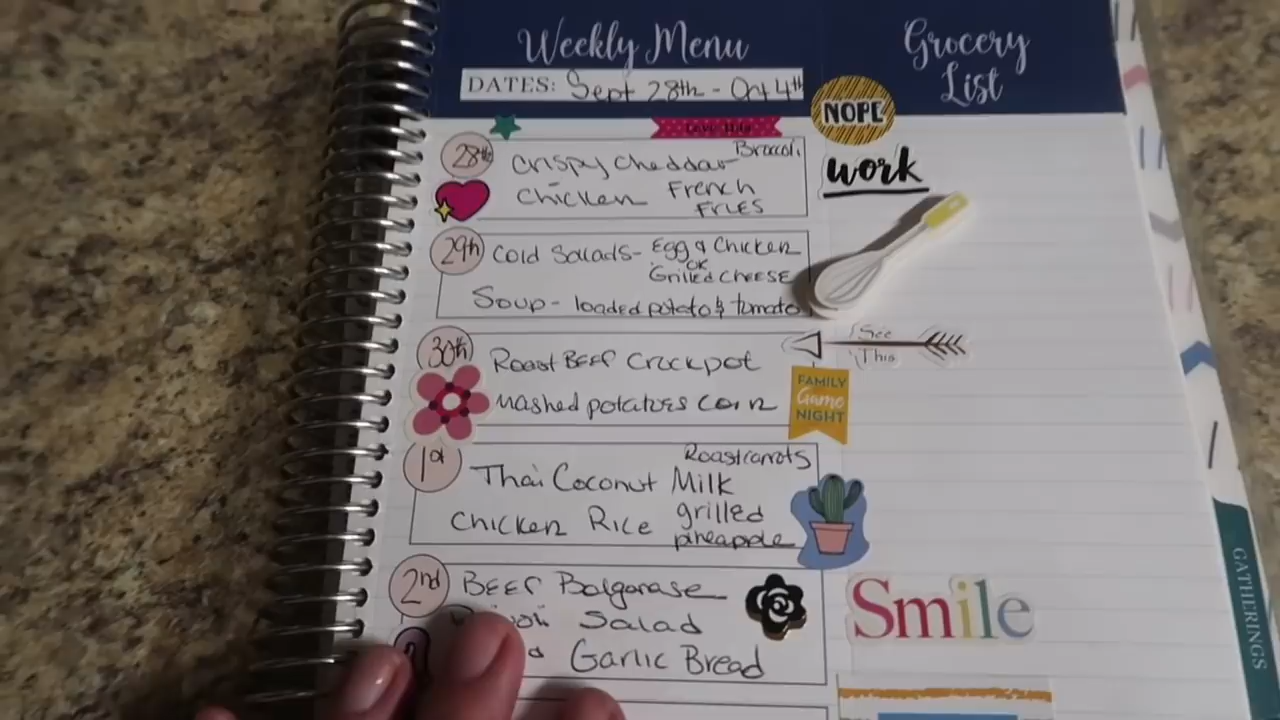 Weekly Menu
Grocery List
DATES: Sept 28th - Oct 4th
NOPE
work
Love this
28th
Crispy Cheddar Broccoli
Chicken French Fries
29th
Cold Salads- Egg & Chicken
OR
Grilled Cheese
Soup - loaded potato & tomato
30th
Roast Beef Crockpot
See This
Mashed potatoes Corn
FAMILY Game NIGHT
1st
Roast carrots
Thai Coconut Milk
Chicken Rice grilled pineapple
2nd
Beef Bolganase
Salad
Garlic Bread
Smile
GATHERINGS